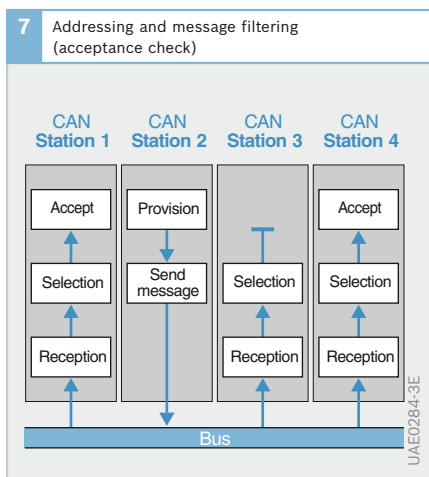 7
Addressing and message filtering
(acceptance check)
CAN
Station 1
CAN
Station 2
CAN
Station 3
CAN
Station 4
Accept
Provision
Accept
Selection
Send
message
Selection
Selection
Reception
Reception
Reception
Bus
UAE0284-3E